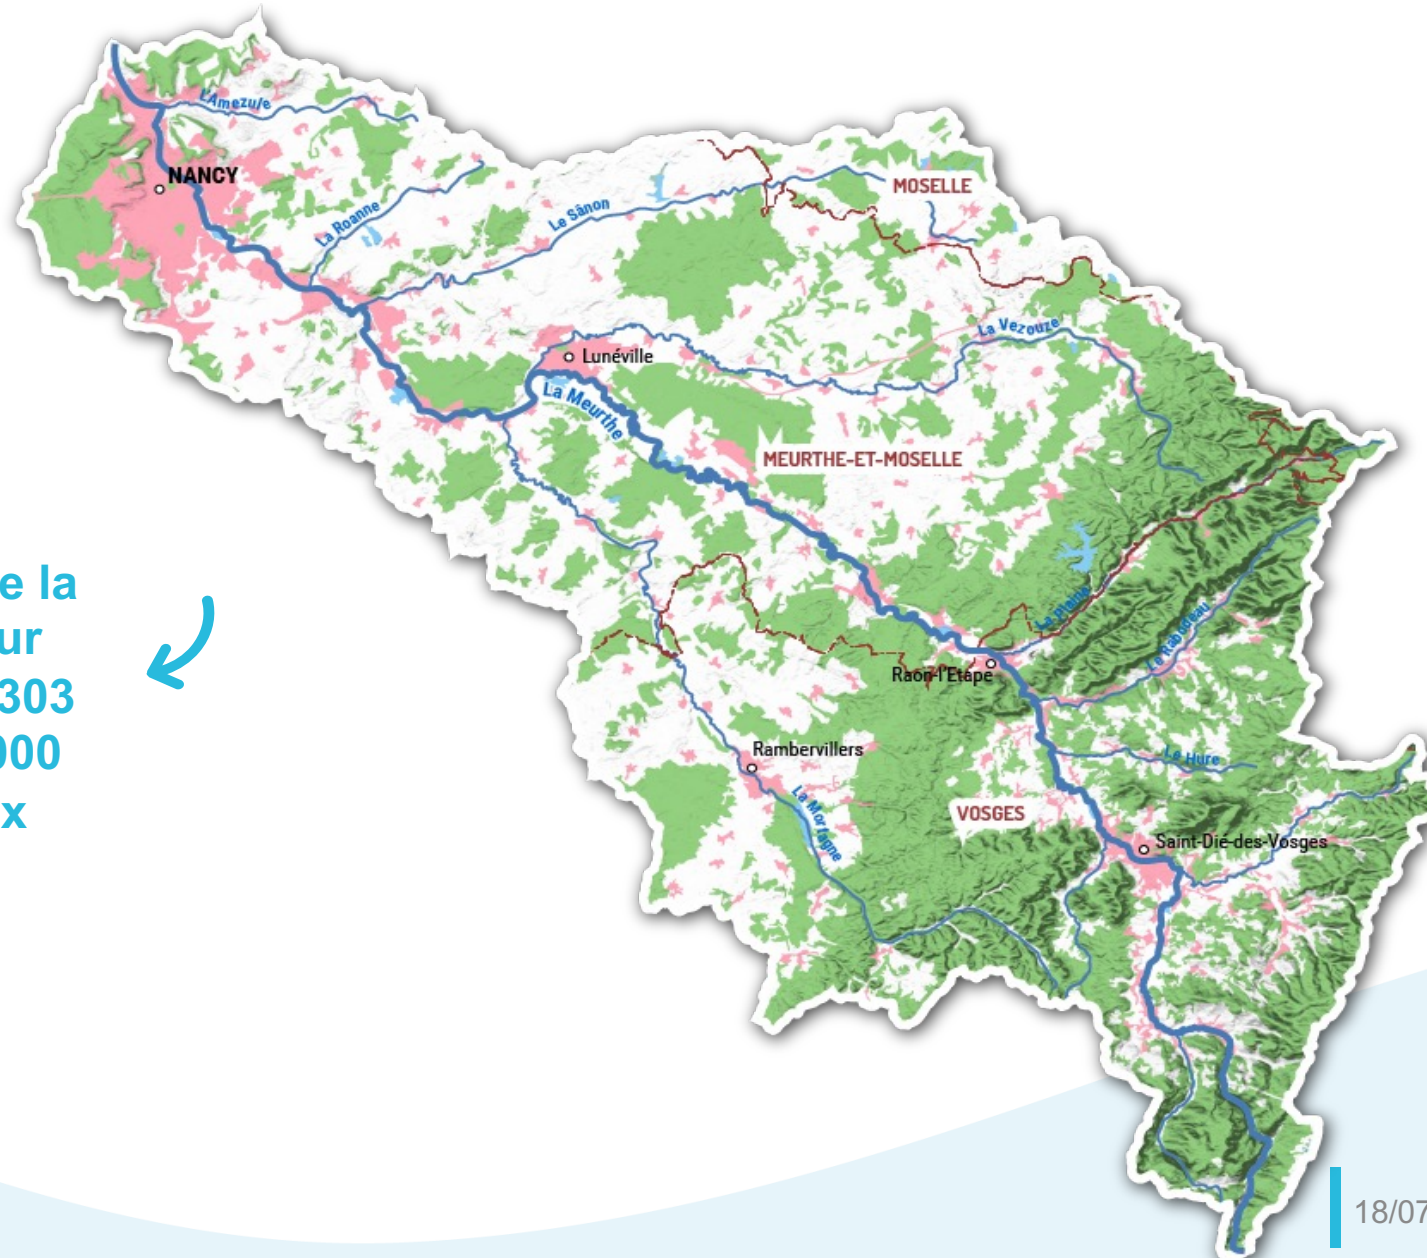 L'Amezule
NANCY
La Roanne
Le Sânon
MOSELLE
La Vezouze
Lunéville
La Meurthe
MEURTHE-ET-MOSELLE
e la
ur
303
000
x
La Plaine
Le Rabodeau
Raon-l'Etape
Rambervillers
Le Hure
La Mortagne
VOSGES
Saint-Dié-des-Vosges
18/07